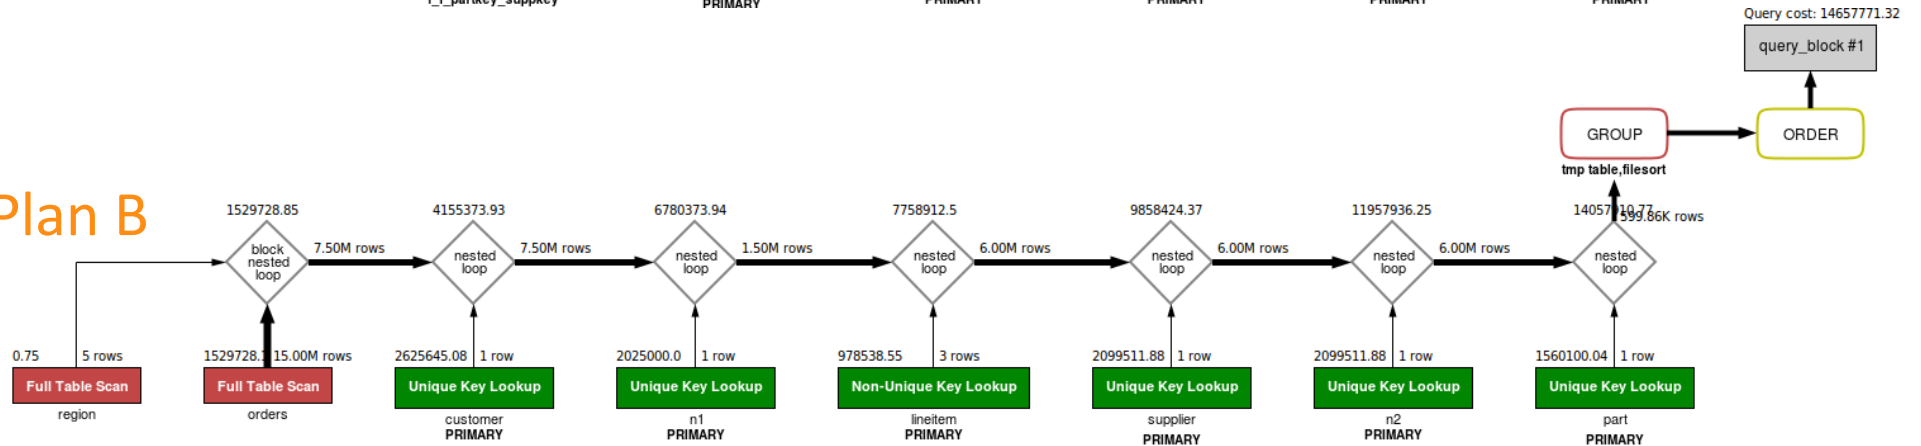 l_l_partkey_suppkey
PRIMARY
PRIMARY
PRIMARY
PRIMARY
PRIMARY
Query cost: 14657771.32
query_block #1
GROUP
ORDER
tmp table,filesort
Plan B
1529728.85
4155373.93
6780373.94
7758912.5
9858424.37
11957936.25
599.86K rows
block
nested
loop
7.50M rows
nested
loop
7.50M rows
nested
loop
1.50M rows
nested
loop
6.00M rows
nested
loop
6.00M rows
nested
loop
6.00M rows
nested
loop
0.75
5 rows
15.00M rows
2625645.08
1 row
2025000.0
1 row
978538.55
3 rows
2099511.88
1 row
2099511.88
1 row
1560100.04
1 row
Full Table Scan
Full Table Scan
Unique Key Lookup
Unique Key Lookup
Non-Unique Key Lookup
Unique Key Lookup
Unique Key Lookup
Unique Key Lookup
region
orders
customer
n1
lineitem
supplier
n2
part
PRIMARY
PRIMARY
PRIMARY
PRIMARY
PRIMARY
PRIMARY